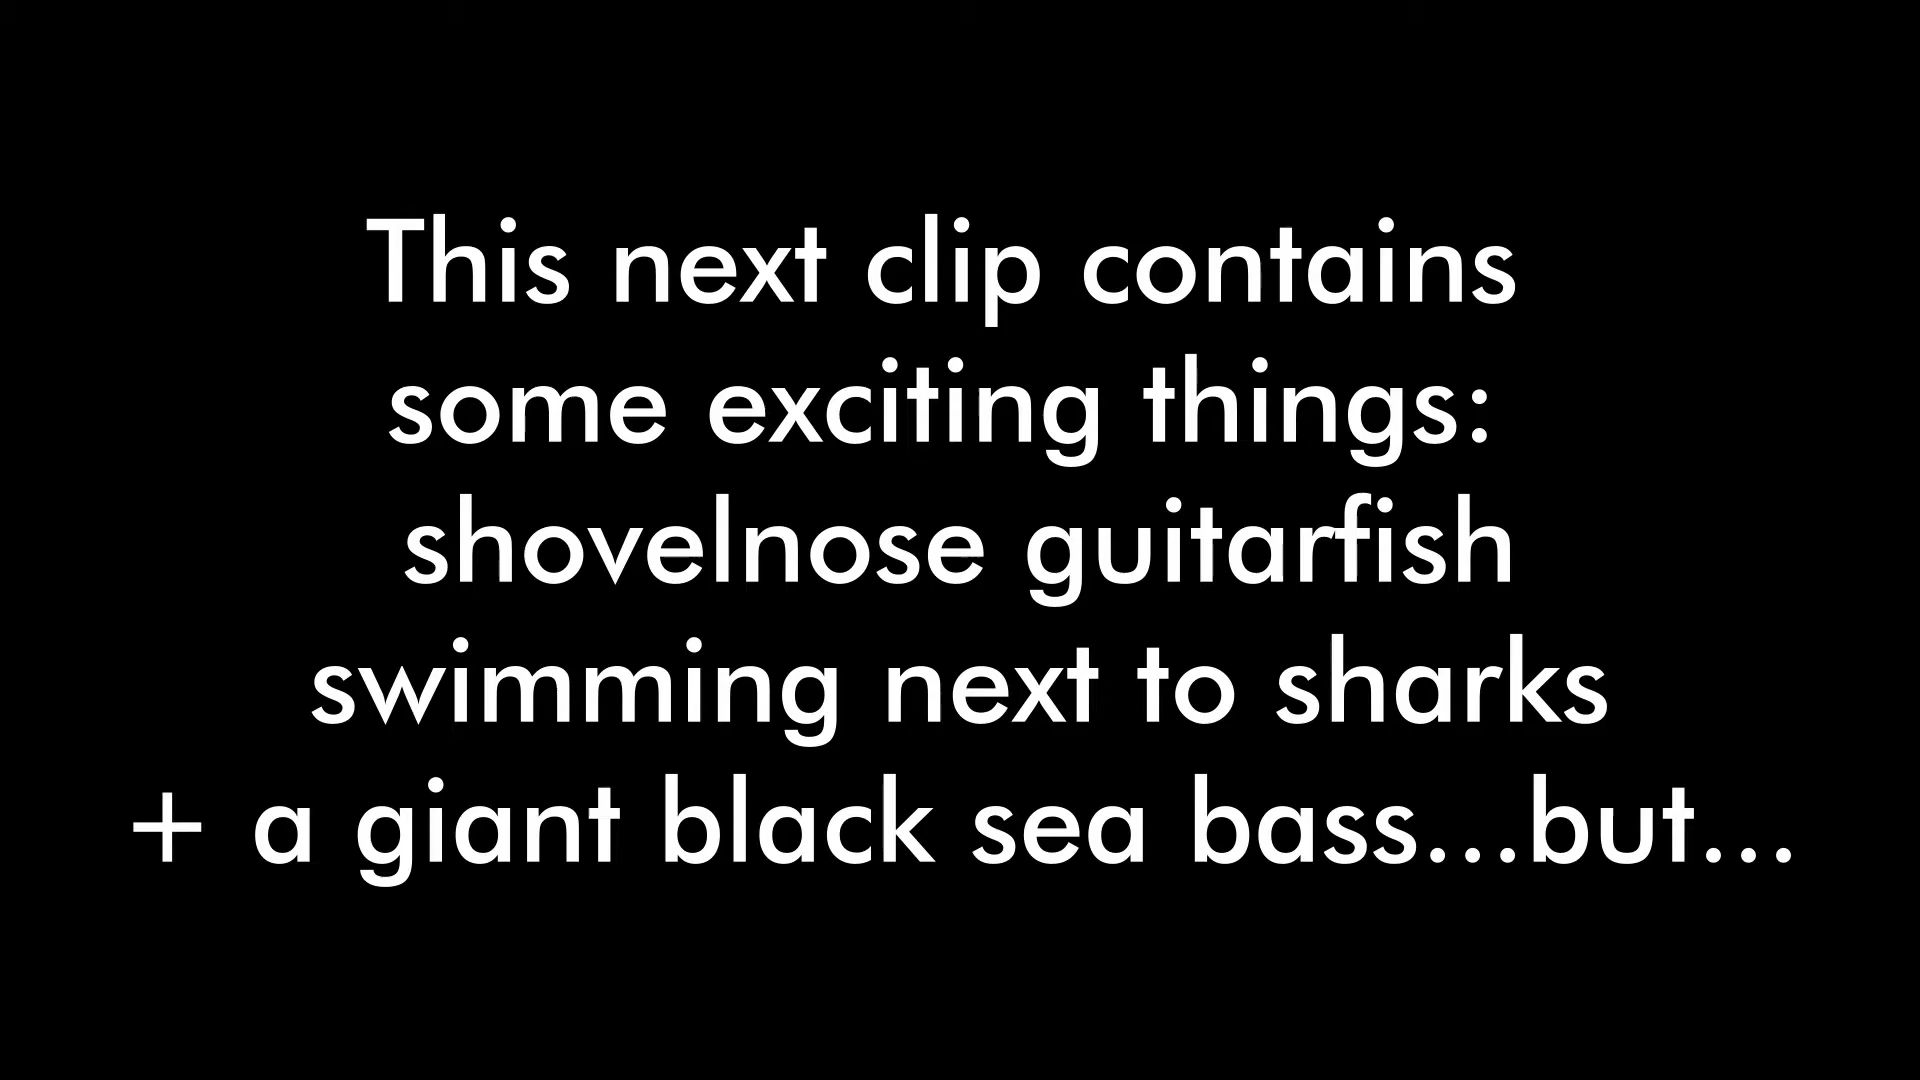 This next clip contains
some exciting things:
shovelnose guitarfish
swimming next to sharks
+ a giant black sea bass...but...